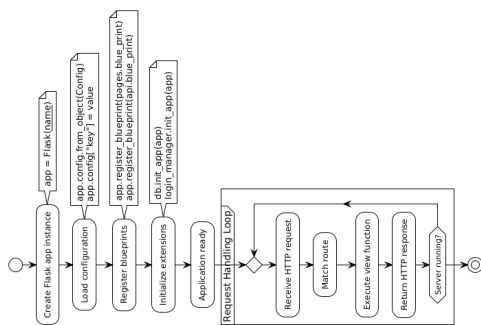 app = Flask(name)
Create Flask app instance
app.config.from_object(Config)
app.config["key"] = value
Load configuration
app.register_blueprint(pages.blue_print)
app.register_blueprint(api.blue_print)
Register blueprints
db.init_app(app)
login_manager.init_app(app)
Initialize extensions
Application ready
Request Handling Loop
Receive HTTP request
Match route
Execute view function
Return HTTP response
Server running?